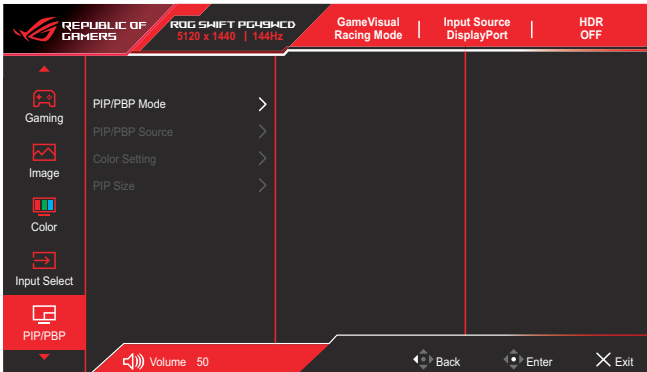 REPUBLIC OF
GAMERS
ROG SWIFT PG49WCD
5120 x 1440 | 144Hz
GameVisual
Racing Mode
Input Source
DisplayPort
HDR
OFF
Gaming
Image
Color
Input Select
PIP/PBP
PIP/PBP Mode
PIP/PBP Source
Color Setting
PIP Size
Volume 50
Back
Enter
Exit